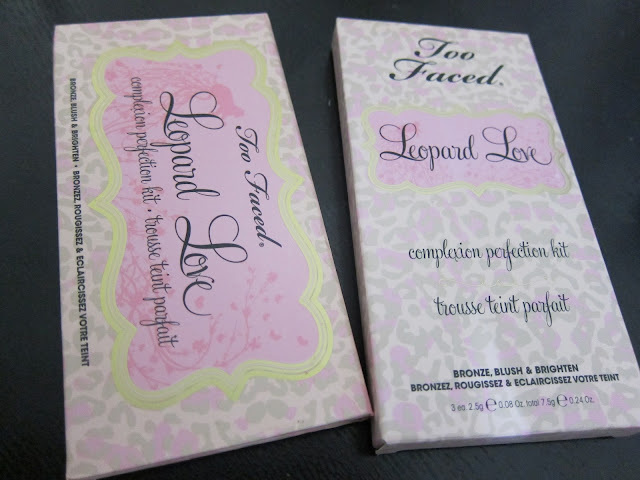 Too Faced®
Leopard Love
complexion perfection kit • trousse teint parfait
BRONZE, BLUSH & BRIGHTEN • BRONZEZ, ROUGISSEZ & ECLAIRCISSEZ VOTRE TEINT
Too
Faced®
Leopard Love
complexion perfection kit
trousse teint parfait
BRONZE, BLUSH & BRIGHTEN
BRONZEZ, ROUGISSEZ & ECLAIRCISSEZ VOTRE TEINT
3 ea. 2.5g ℮ 0.08 Oz. total 7.5g ℮ 0.24 Oz.